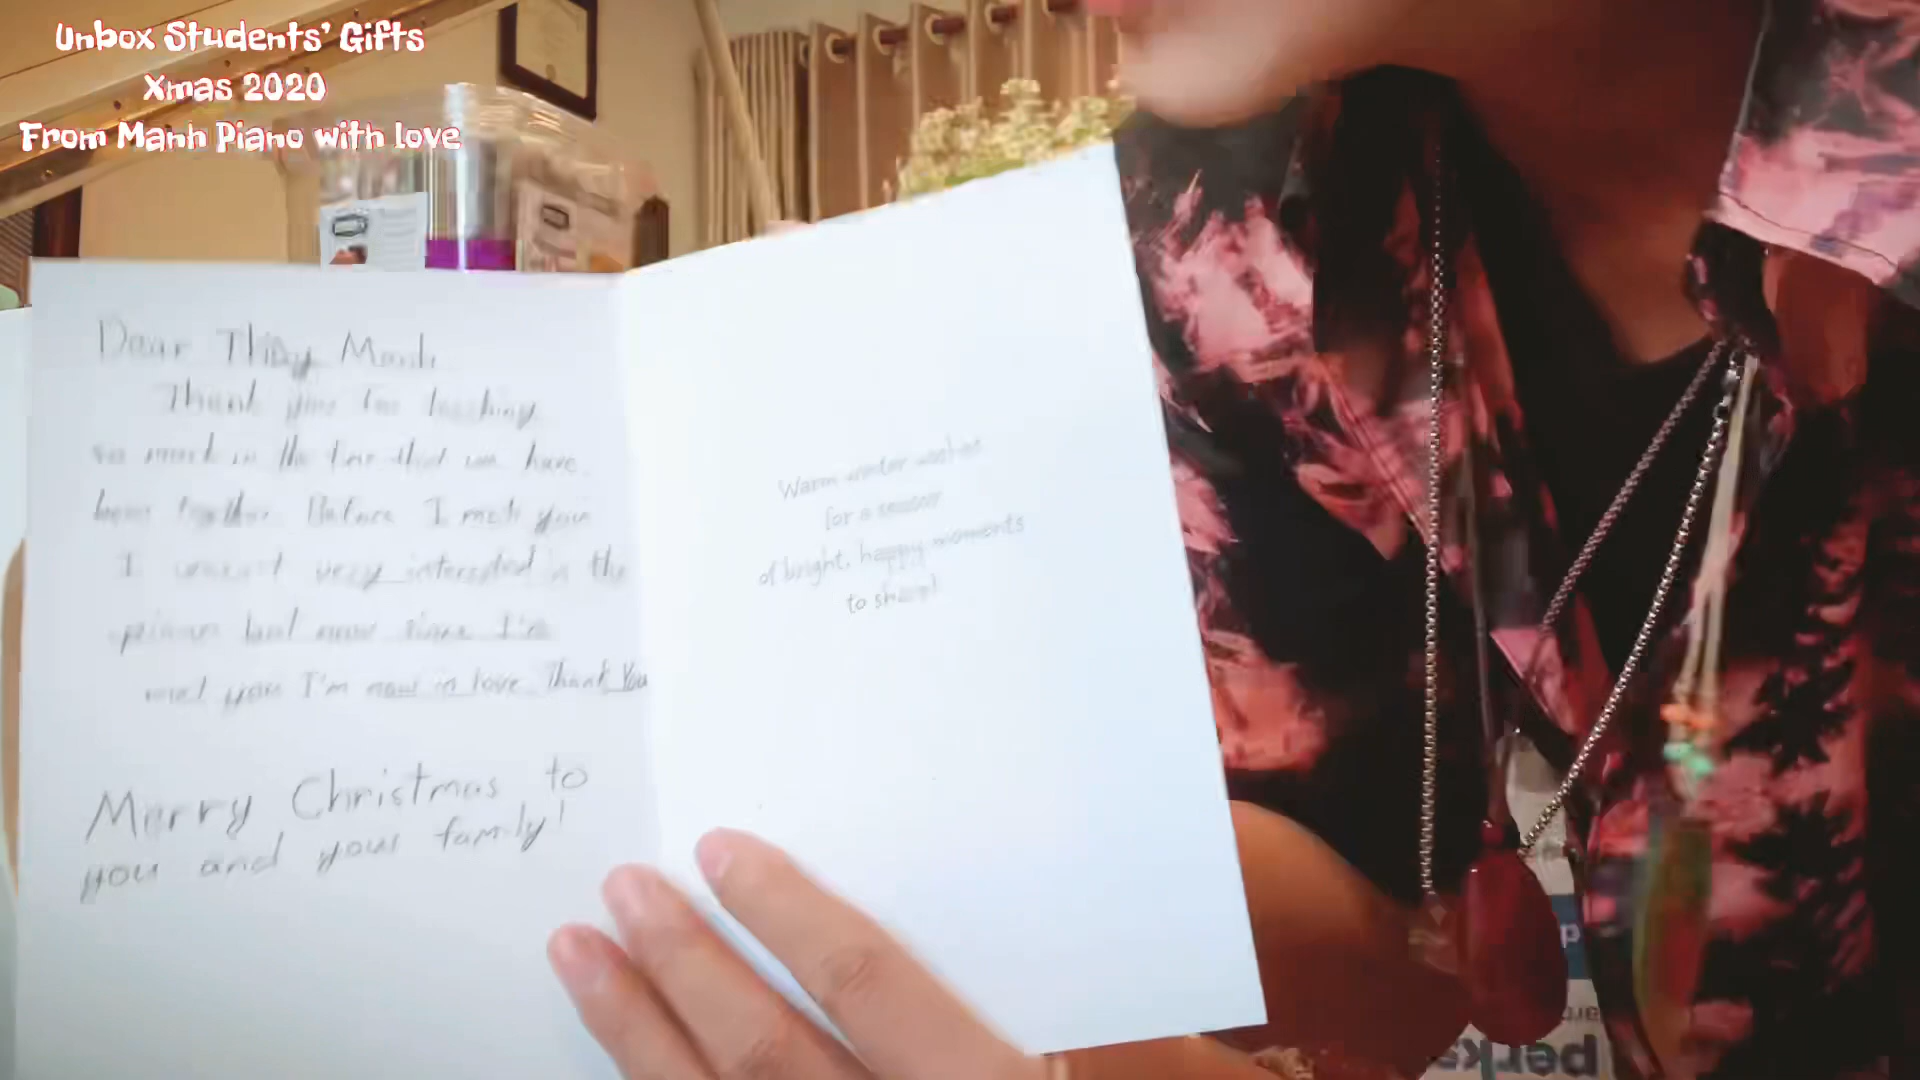 Unbox Students' Gifts
Xmas 2020
From Manh Piano with love
Dear Thầy Manh
Thank you for teaching
so much in the time that we have
been together. Before I met you
I wasn't very interested in the
piano but now since I've
met you I'm now in love. Thank You
Merry Christmas to
you and your family!
Warm winter wishes
for a season
of bright, happy moments
to share!